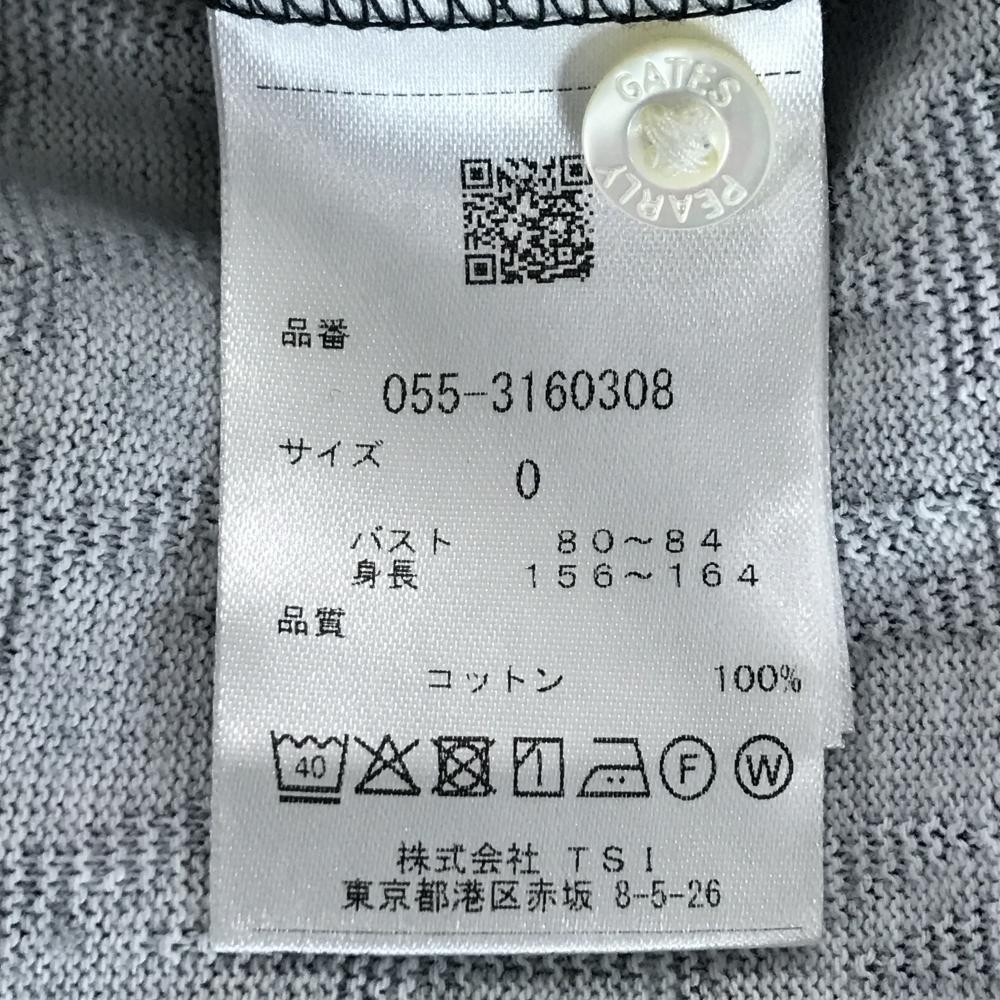 GATES
PEARLY
品番
055-3160308
サイズ
0
バスト 80～84
身長 156～164
品質
コットン 100%
40 F W
株式会社 TSI
東京都港区赤坂 8-5-26